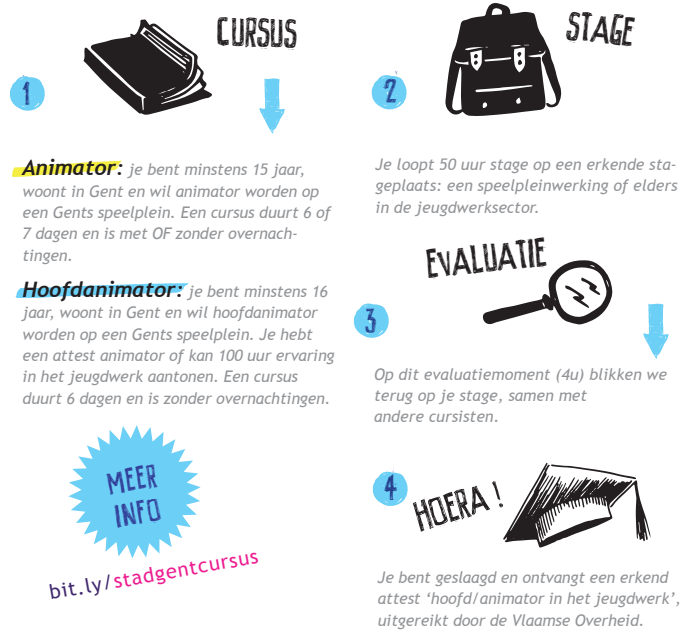 1
CURSUS
Animator: je bent minstens 15 jaar,
woont in Gent en wil animator worden op
een Gents speelplein. Een cursus duurt 6 of
7 dagen en is met OF zonder overnach-
tingen.
Hoofdanimator: je bent minstens 16
jaar, woont in Gent en wil hoofdanimator
worden op een Gents speelplein. Je hebt
een attest animator of kan 100 uur ervaring
in het jeugdwerk aantonen. Een cursus
duurt 6 dagen en is zonder overnachtingen.
MEER
INFO
bit.ly/stadgentcursus
2
STAGE
Je loopt 50 uur stage op een erkende sta-
geplaats: een speelpleinwerking of elders
in de jeugdwerksector.
EVALUATIE
3
Op dit evaluatiemoment (4u) blikken we
terug op je stage, samen met
andere cursisten.
4
HOERA!
Je bent geslaagd en ontvangt een erkend
attest ‘hoofd/animator in het jeugdwerk’,
uitgereikt door de Vlaamse Overheid.